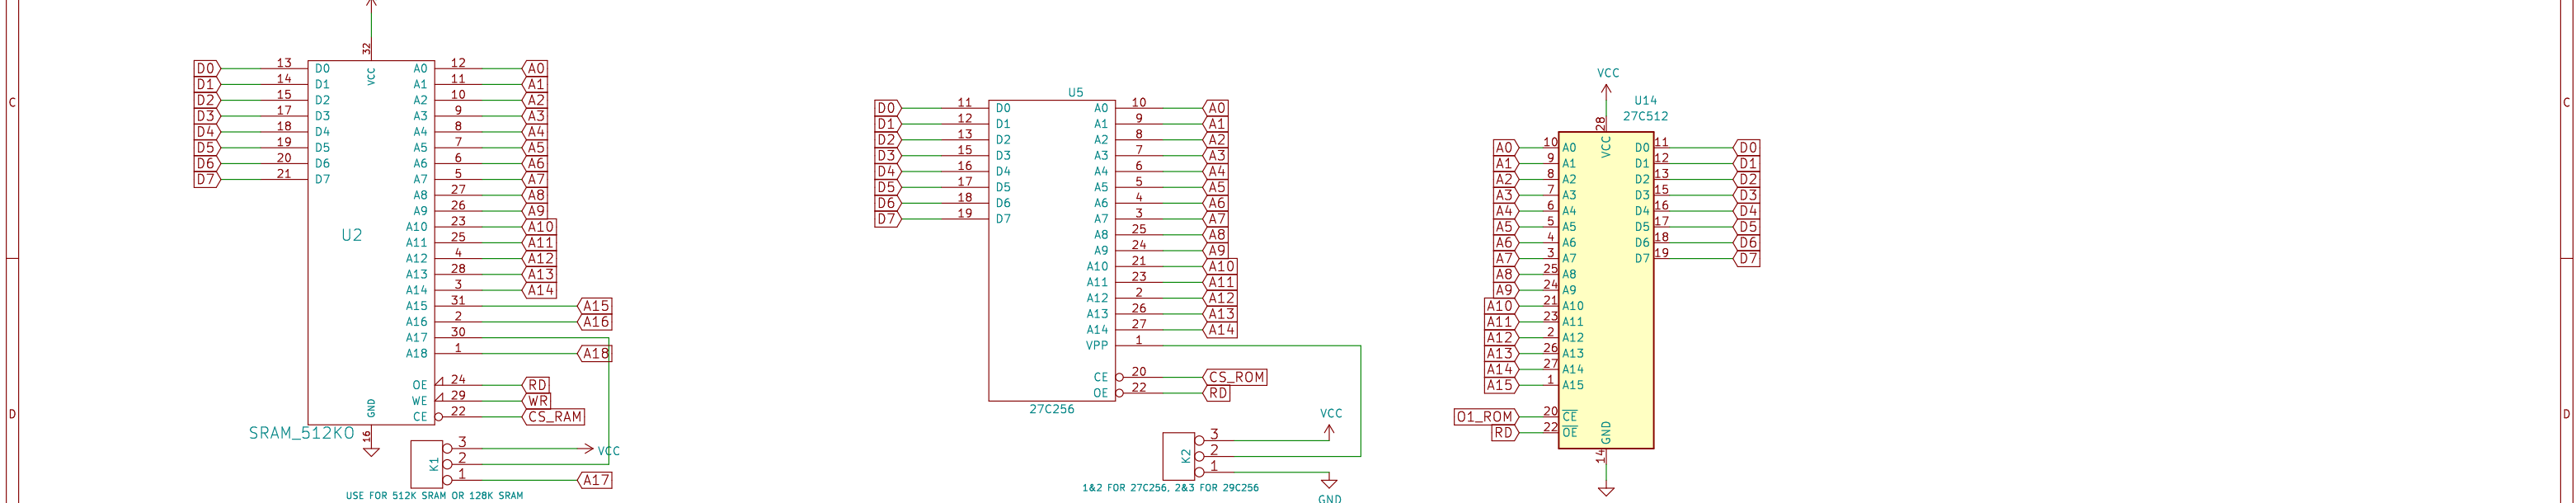 C
32
VCC
D0 13 D0 A0 12 A0
D1 14 D1 A1 11 A1
D2 15 D2 A2 10 A2
D3 17 D3 A3 9 A3
D4 18 D4 A4 8 A4
D5 19 D5 A5 7 A5
D6 20 D6 A6 6 A6
D7 21 D7 A7 5 A7
A8 27 A8
A9 26 A9
U2
A10 23 A10
A11 25 A11
A12 4 A12
A13 28 A13
A14 3 A14
A15 31 A15
A16 2 A16
A17 30
A18 1 A18
OE 24 RD
WE 29 WR
CE 22 CS_RAM
GND
16
SRAM_512KO
K1
3 VCC
2
1 A17
USE FOR 512K SRAM OR 128K SRAM
D
U5
D0 11 D0 A0 10 A0
D1 12 D1 A1 9 A1
D2 13 D2 A2 8 A2
D3 15 D3 A3 7 A3
D4 16 D4 A4 6 A4
D5 17 D5 A5 5 A5
D6 18 D6 A6 4 A6
D7 19 D7 A7 3 A7
A8 25 A8
A9 24 A9
A10 21 A10
A11 23 A11
A12 2 A12
A13 26 A13
A14 27 A14
VPP 1
CE 20 CS_ROM
OE 22 RD
27C256
VCC
K2
3
2
1
1&2 FOR 27C256, 2&3 FOR 29C256
GND
VCC
U14
27C512
28
VCC
A0 10 A0 D0 11 D0
A1 9 A1 D1 12 D1
A2 8 A2 D2 13 D2
A3 7 A3 D3 15 D3
A4 6 A4 D4 16 D4
A5 5 A5 D5 17 D5
A6 4 A6 D6 18 D6
A7 3 A7 D7 19 D7
A8 25 A8
A9 24 A9
A10 21 A10
A11 23 A11
A12 2 A12
A13 26 A13
A14 27 A14
A15 1 A15
O1_ROM 20 CE
RD 22 OE
GND
14
C
D